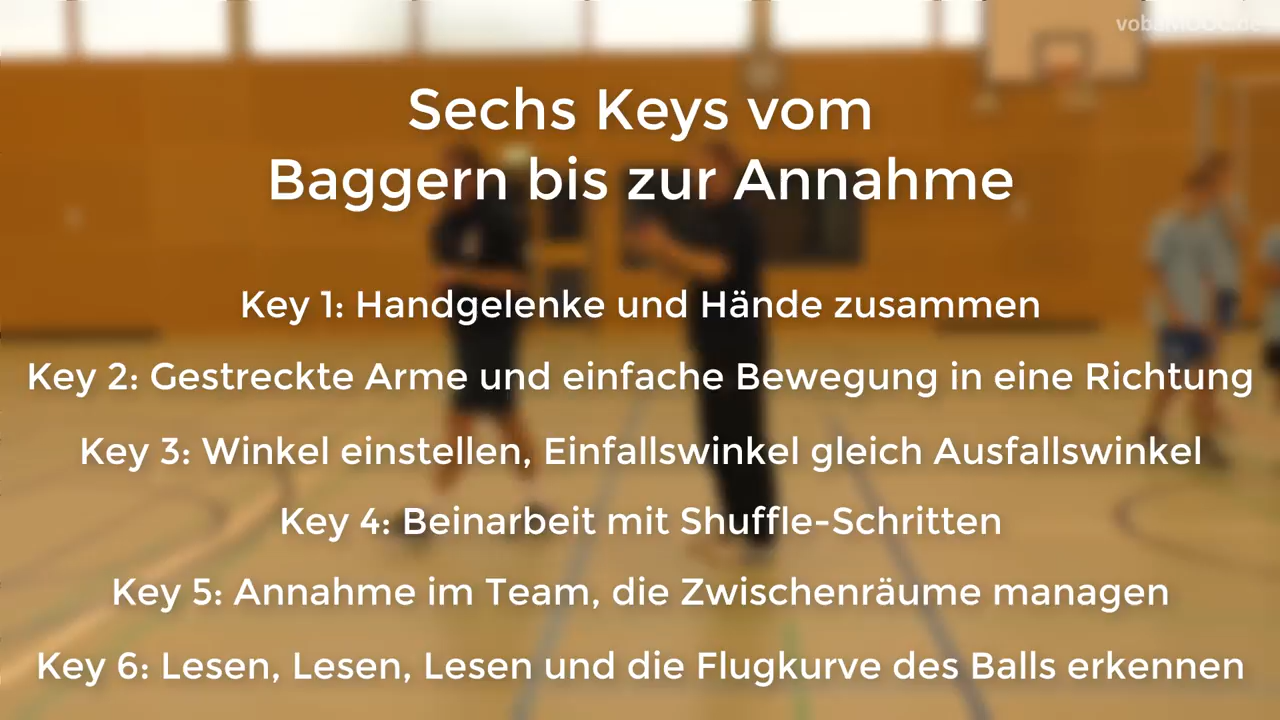 Sechs Keys vom
Baggern bis zur Annahme
Key 1: Handgelenke und Hände zusammen
Key 2: Gestreckte Arme und einfache Bewegung in eine Richtung
Key 3: Winkel einstellen, Einfallswinkel gleich Ausfallswinkel
Key 4: Beinarbeit mit Shuffle-Schritten
Key 5: Annahme im Team, die Zwischenräume managen
Key 6: Lesen, Lesen, Lesen und die Flugkurve des Balls erkennen